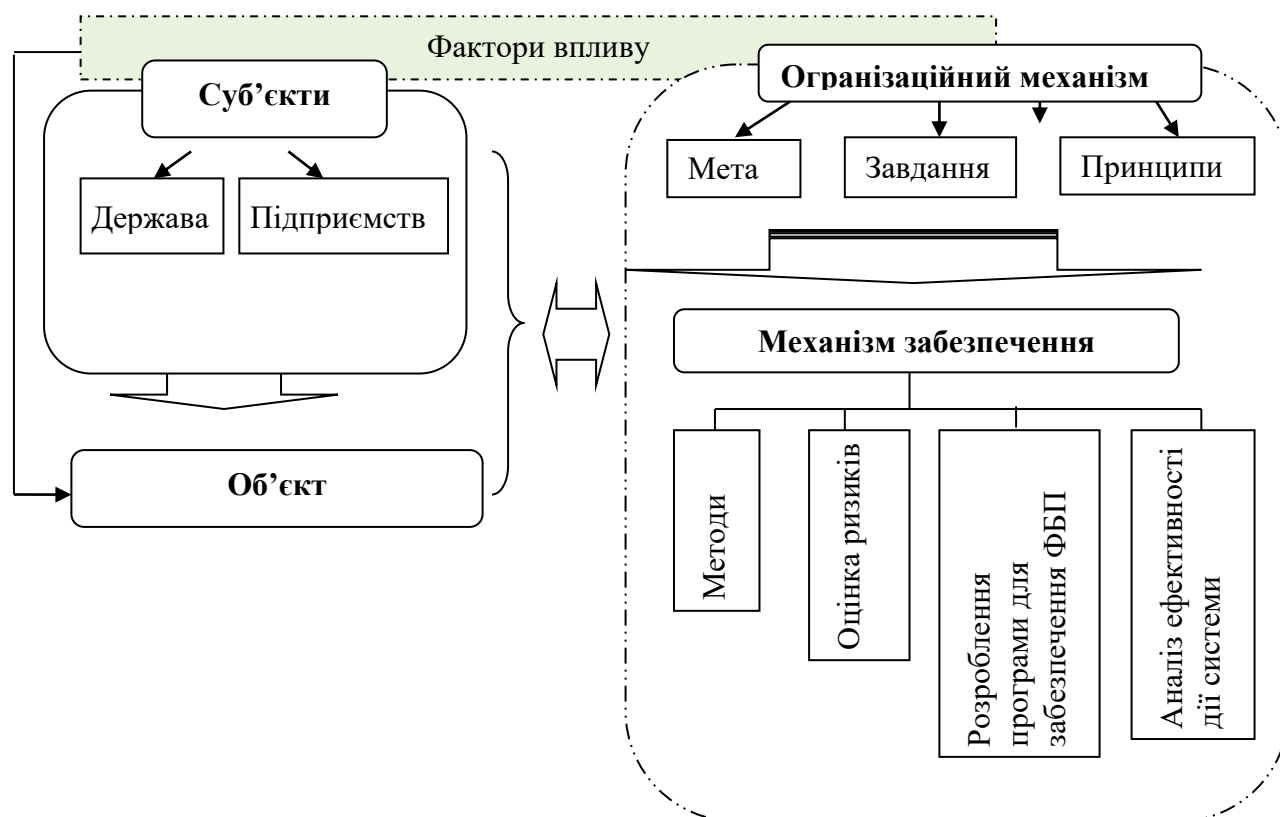 Фактори впливу
Суб’єкти
Держава
Підприємств
Об’єкт
Огранізаційний механізм
Мета
Завдання
Принципи
Механізм забезпечення
Методи
Оцінка ризиків
Розроблення
програми для
забезпечення ФБП
Аналіз ефективності
дії системи